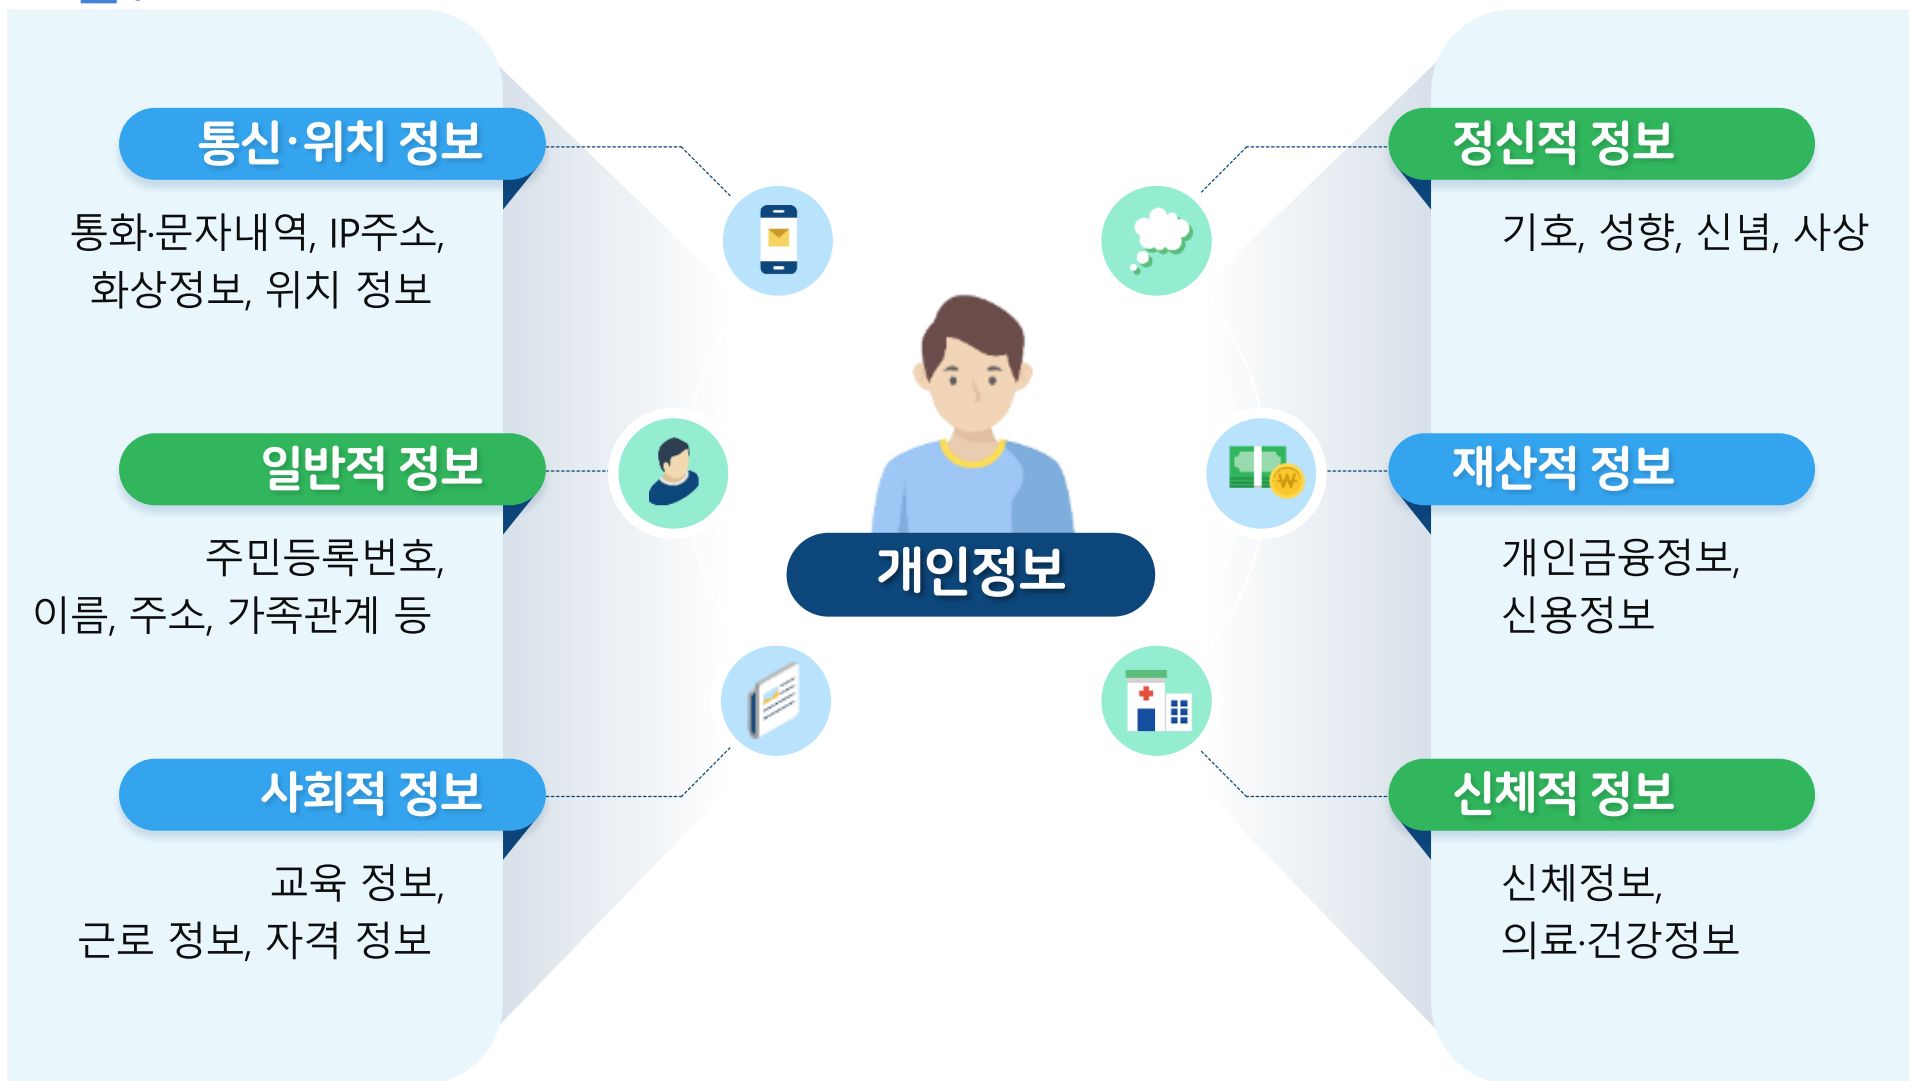 통신·위치 정보
통화·문자내역, IP주소,
화상정보, 위치 정보
일반적 정보
주민등록번호,
이름, 주소, 가족관계 등
사회적 정보
교육 정보,
근로 정보, 자격 정보
개인정보
정신적 정보
기호, 성향, 신념, 사상
재산적 정보
개인금융정보,
신용정보
신체적 정보
신체정보,
의료·건강정보